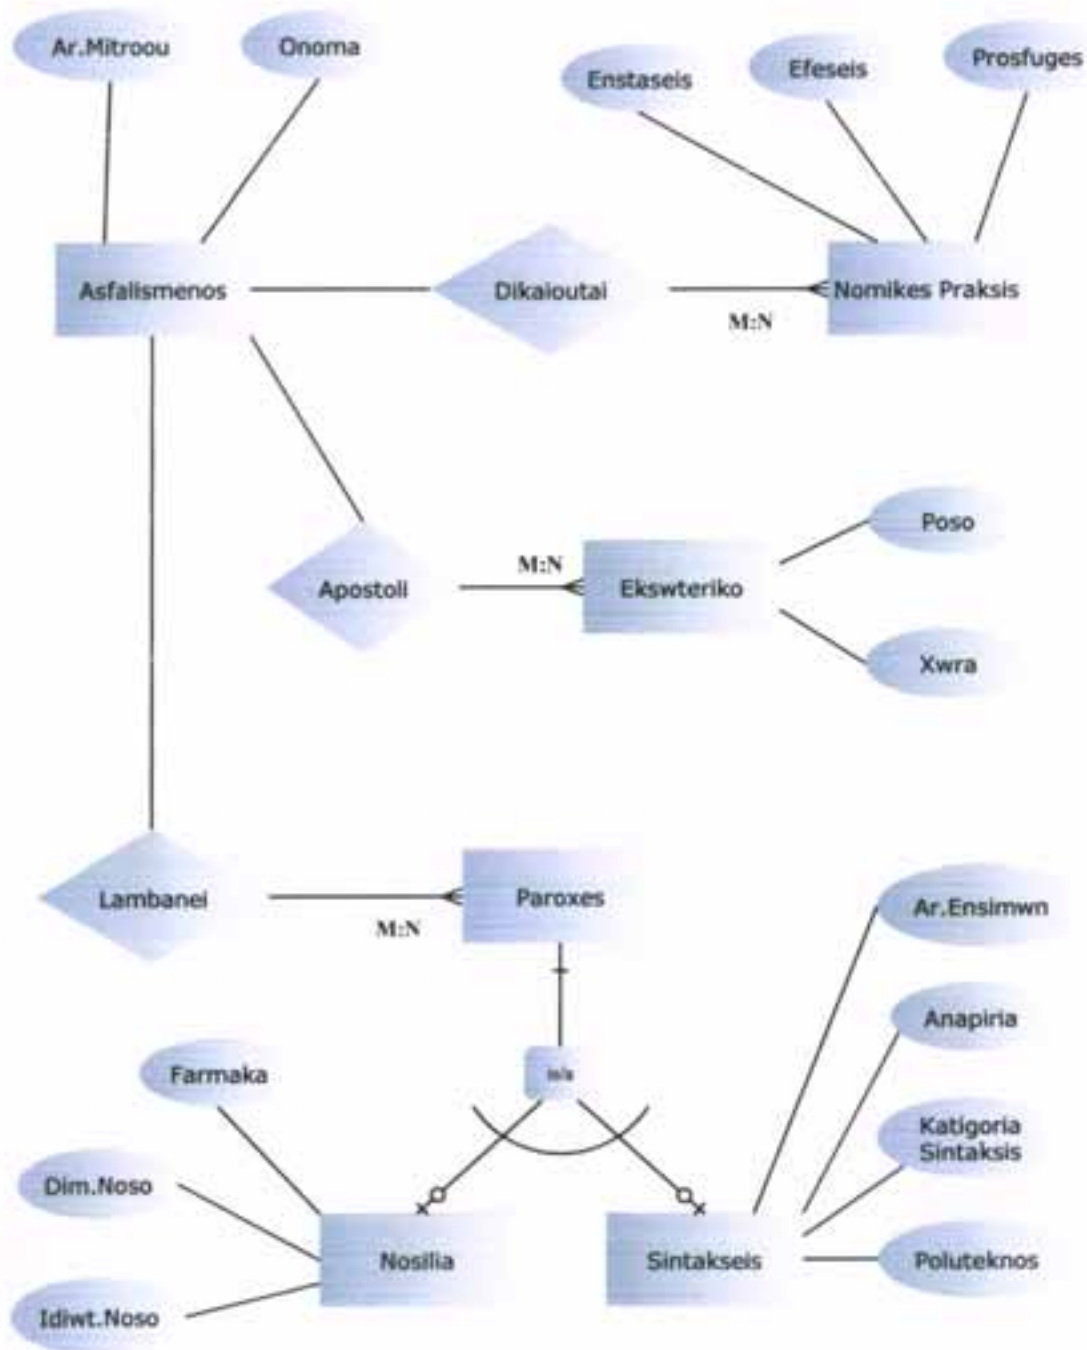 Ar.Mitroou
Onoma
Enstaseis
Efeseis
Prosfuges
Asfalismenos
Dikaioutai
M:N
Nomikes Praksis
Apostoli
M:N
Ekswteriko
Poso
Xwra
Lambanei
M:N
Paroxes
Ar.Ensimwn
Anapiria
Katigoria
Sintaksis
Poluteknos
Farmaka
Dim.Noso
Idiwt.Noso
Nosilia
Sintakseis